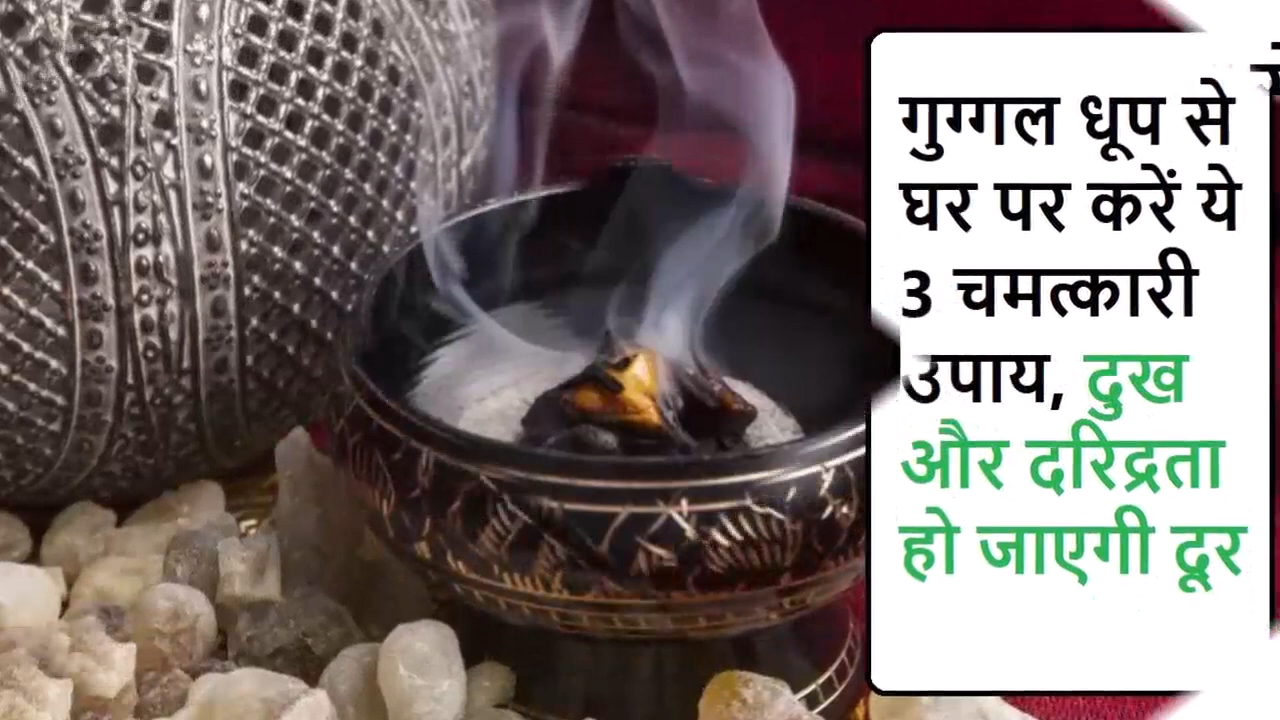 गुग्गल धूप से
घर पर करें ये
3 चमत्कारी
उपाय, दुख
और दरिद्रता
हो जाएगी दूर